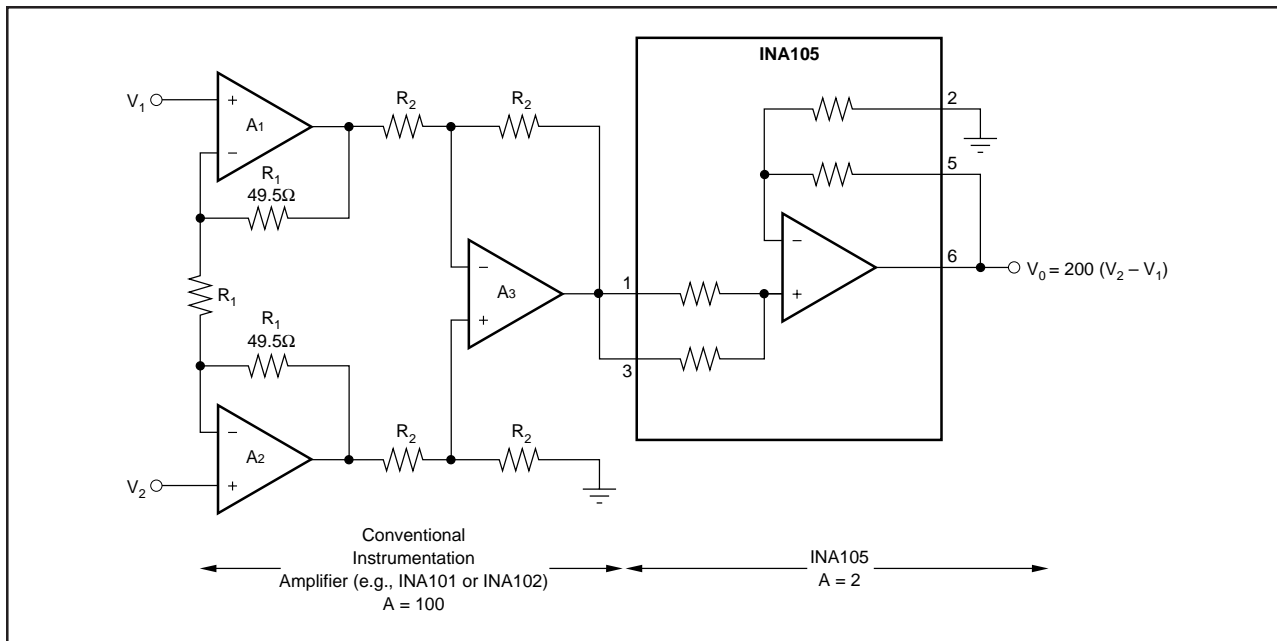 INA105
V1
A1
R2
R2
2
5
R1
49.5Ω
R1
A3
1
6
V0 = 200 (V2 – V1)
R1
49.5Ω
3
A2
R2
R2
V2
Conventional
Instrumentation
Amplifier (e.g., INA101 or INA102)
A = 100
INA105
A = 2